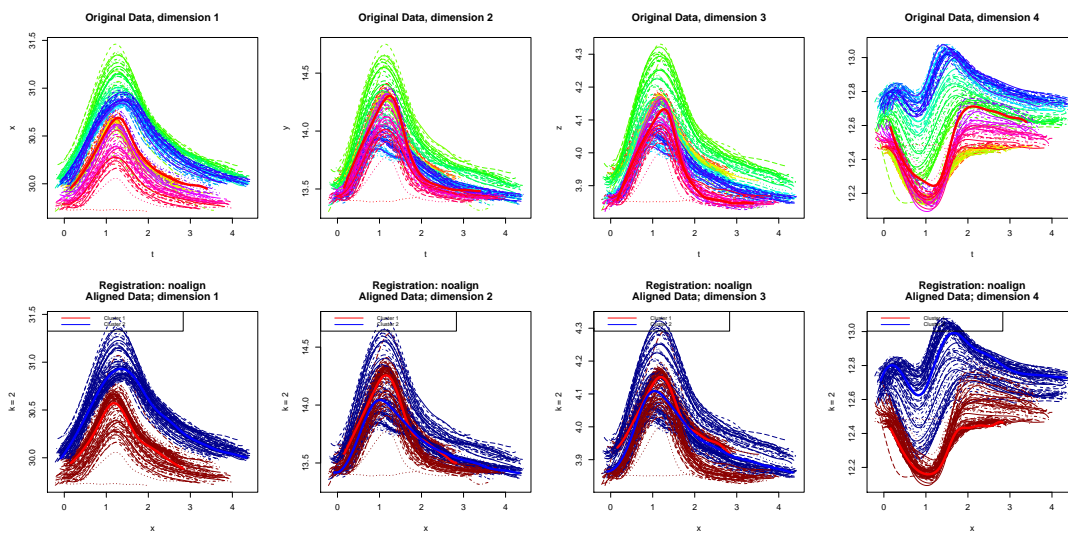 Original Data, dimension 1
31.5
31.0
30.5
30.0
x
0 1 2 3 4
t
Original Data, dimension 2
14.5
14.0
13.5
y
0 1 2 3 4
t
Original Data, dimension 3
4.3
4.2
4.1
4.0
3.9
z
0 1 2 3 4
t
Original Data, dimension 4
13.0
12.8
12.6
12.4
12.2
0 1 2 3 4
t
Registration: noalign
Aligned Data; dimension 1
Cluster 1
Cluster 2
31.5
31.0
30.5
30.0
k = 2
0 1 2 3 4
x
Registration: noalign
Aligned Data; dimension 2
Cluster 1
Cluster 2
14.5
14.0
13.5
k = 2
0 1 2 3 4
x
Registration: noalign
Aligned Data; dimension 3
Cluster 1
Cluster 2
4.3
4.2
4.1
4.0
3.9
k = 2
0 1 2 3 4
x
Registration: noalign
Aligned Data; dimension 4
13.0
12.8
12.6
12.4
12.2
k = 2
0 1 2 3 4
x